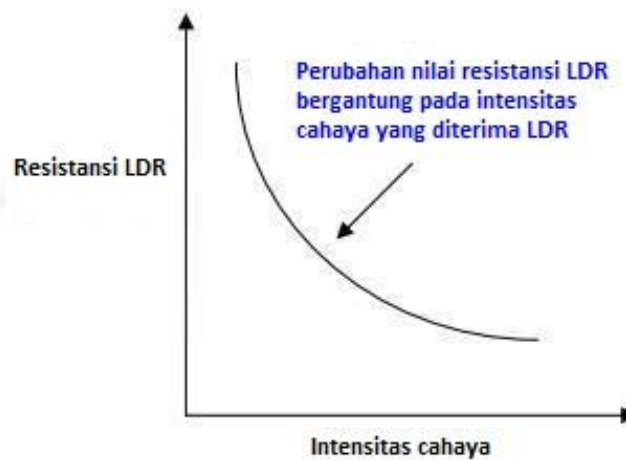 Perubahan nilai resistansi LDR
bergantung pada intensitas
cahaya yang diterima LDR
Resistansi LDR
Intensitas cahaya